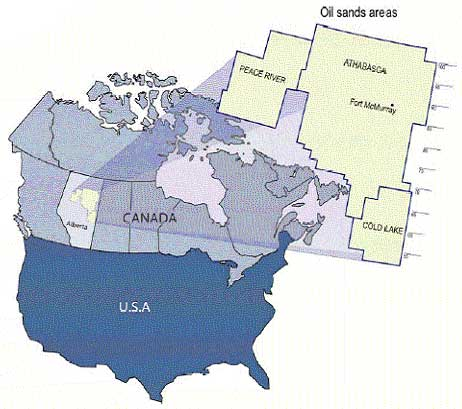 Oil sands areas
PEACE RIVER
ATHABASCA
Fort McMurray
COLD LAKE
CANADA
Alberta
U.S.A